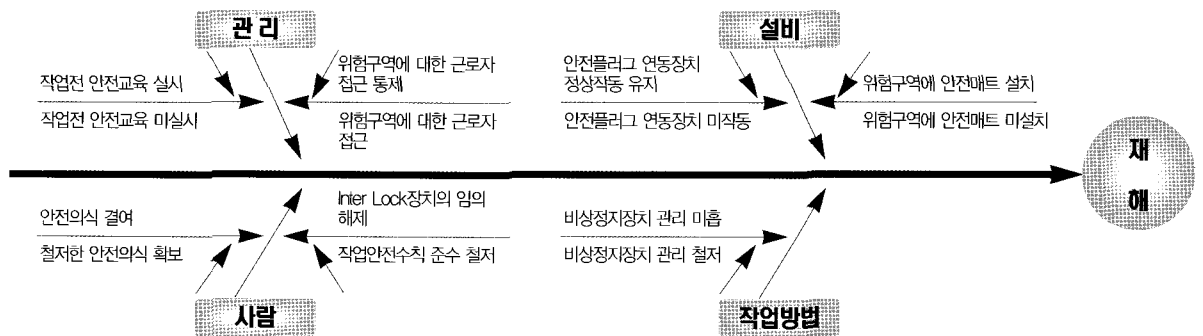 관 리
설비
작업전 안전교육 실시
위험구역에 대한 근로자
접근 통제
작업전 안전교육 미실시
위험구역에 대한 근로자
접근
안전플러그 연동장치
정상작동 유지
위험구역에 안전매트 설치
안전플러그 연동장치 미작동
위험구역에 안전매트 미설치
재
해
안전의식 결여
Inter Lock장치의 임의
해제
철저한 안전의식 확보
작업안전수칙 준수 철저
비상정지장치 관리 미흡
비상정지장치 관리 철저
사람
작업방법